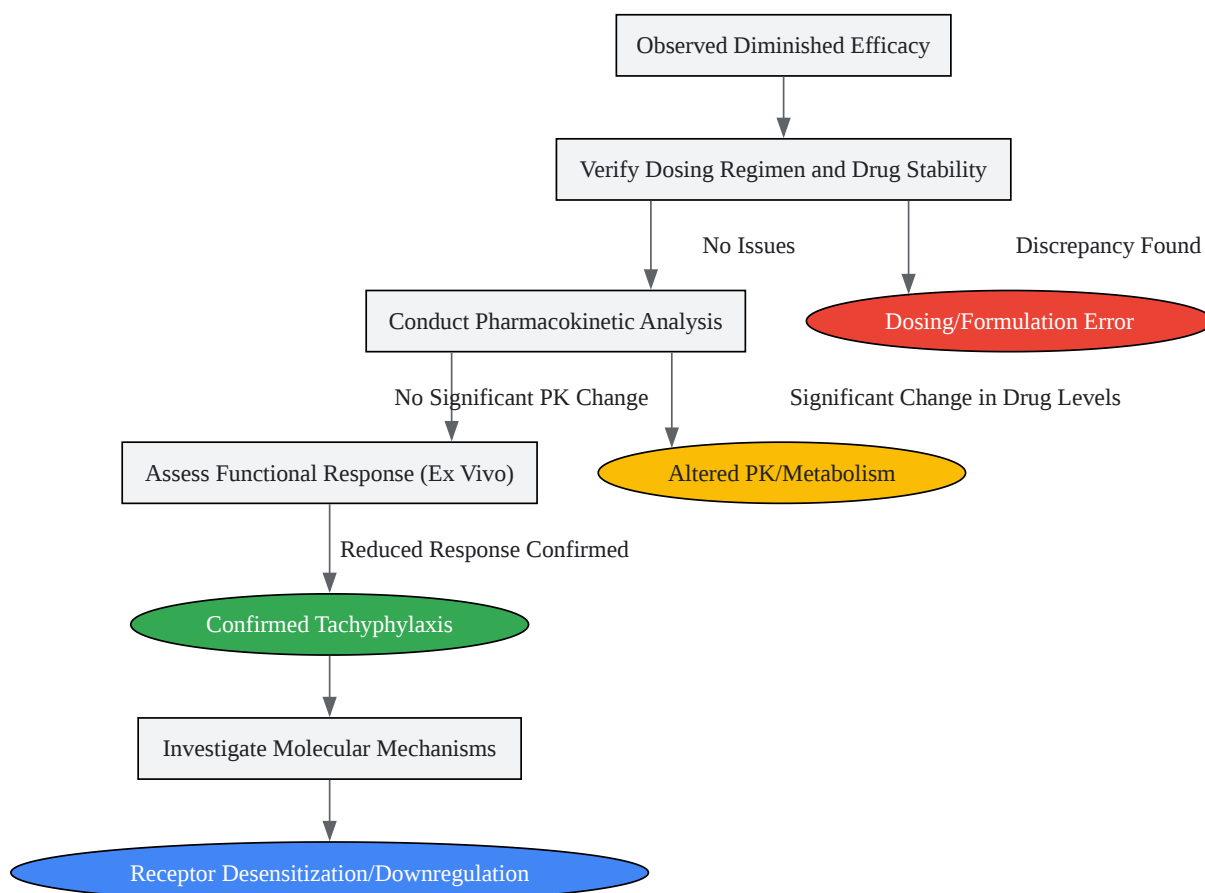 Observed Diminished Efficacy
Verify Dosing Regimen and Drug Stability
No Issues
Discrepancy Found
Conduct Pharmacokinetic Analysis
Dosing/Formulation Error
No Significant PK Change
Significant Change in Drug Levels
Assess Functional Response (Ex Vivo)
Altered PK/Metabolism
Reduced Response Confirmed
Confirmed Tachyphylaxis
Investigate Molecular Mechanisms
Receptor Desensitization/Downregulation